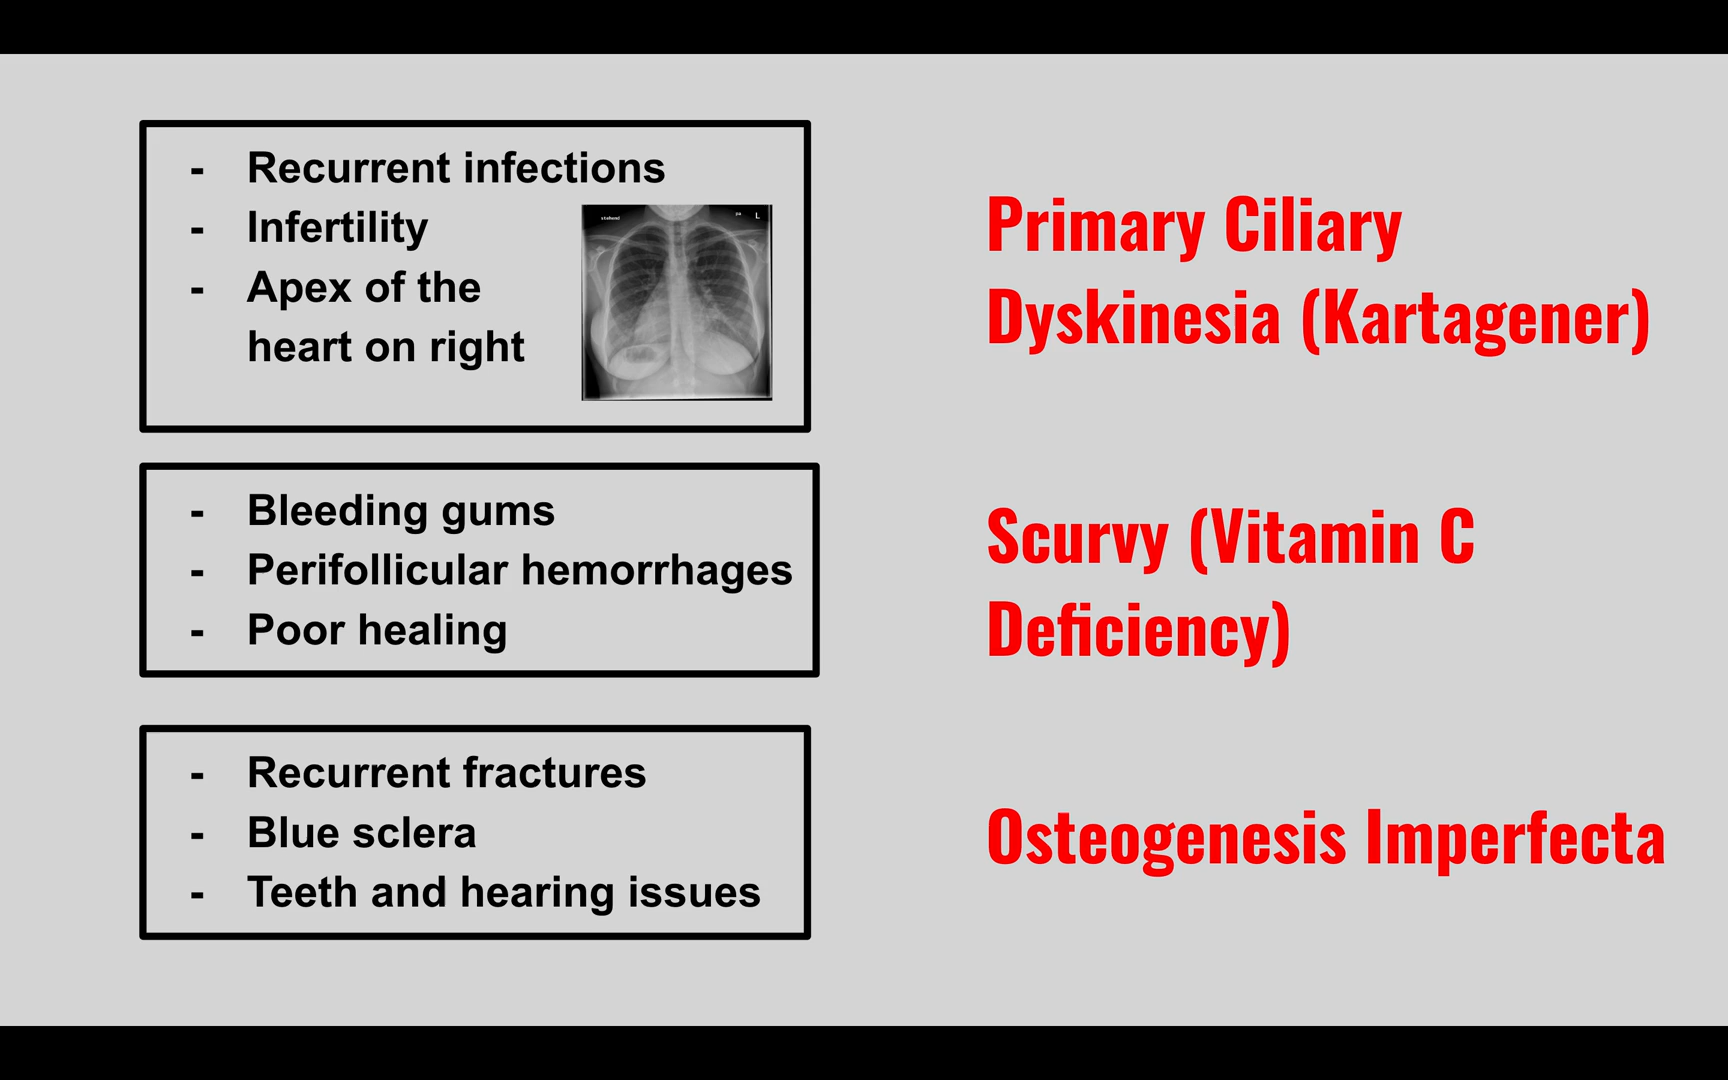 - Recurrent infections
- Infertility
- Apex of the
heart on right
PA L
Primary Ciliary
Dyskinesia (Kartagener)
- Bleeding gums
- Perifollicular hemorrhages
- Poor healing
Scurvy (Vitamin C
Deficiency)
- Recurrent fractures
- Blue sclera
- Teeth and hearing issues
Osteogenesis Imperfecta